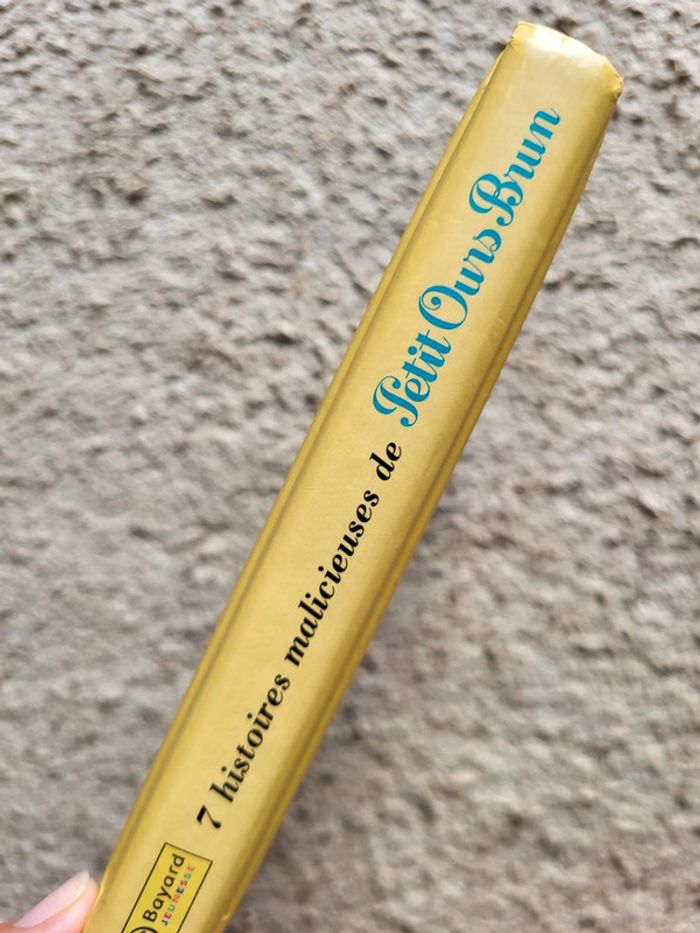 7 histoires malicieuses de Petit Ours Brun
Bayard
JEUNESSE